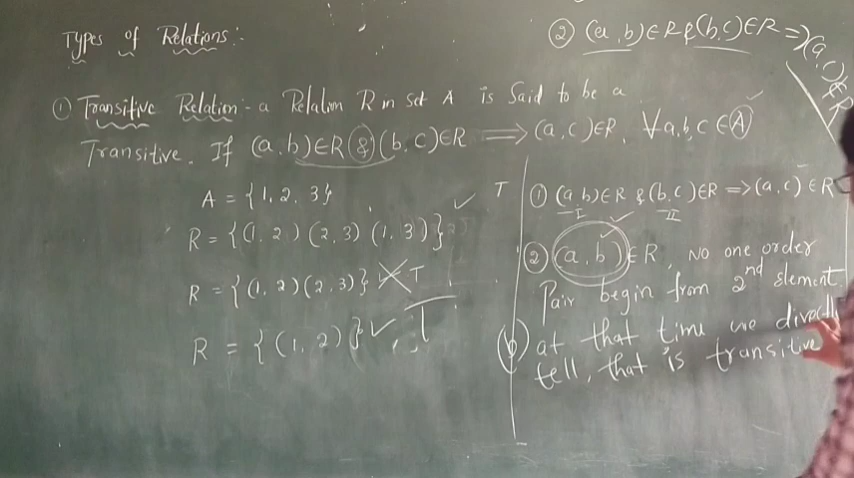 Types of Relations:-
② (a, b)∈R & (b, c)∈R ⇒ (a, c)∈R
① Transitive Relation:- a Relation R in set A is Said to be a
Transitive. If (a, b)∈R & (b, c)∈R ⟹ (a, c)∈R, ∀a,b,c ∈A
A = {1, 2, 3}
R = {(1, 2) (2, 3) (1, 3)} ✓ T
R = {(1, 2)(2, 3)} ✗ T
R = {(1, 2)} ✓, T
① (a, b)∈R & (b, c)∈R ⇒ (a, c)∈R
I II
② (a, b) ∈R, No one order
Pair begin from 2nd element.
(b) at that time we directly
tell, that is transitive